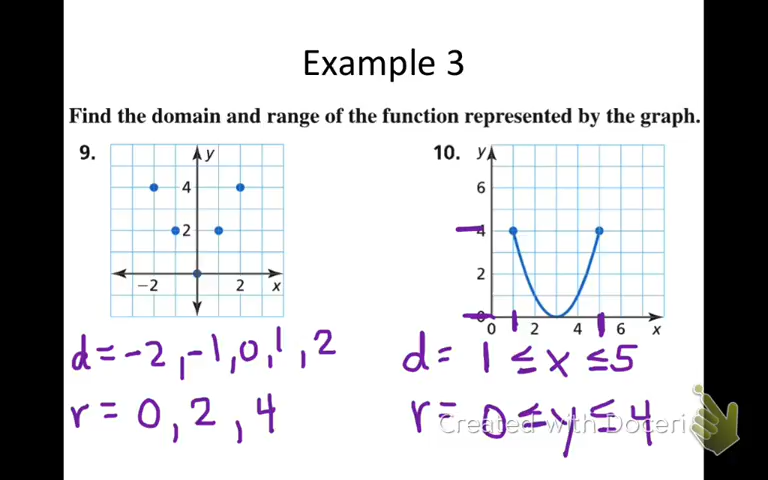 Example 3
Find the domain and range of the function represented by the graph.
9.
y
4
2
−2
2
x
d = -2, -1, 0, 1, 2
r = 0, 2, 4
10.
y
6
4
2
0
0
2
4
6
x
d = 1 ≤ x ≤ 5
r = 0 ≤ y ≤ 4
Created with Doceri